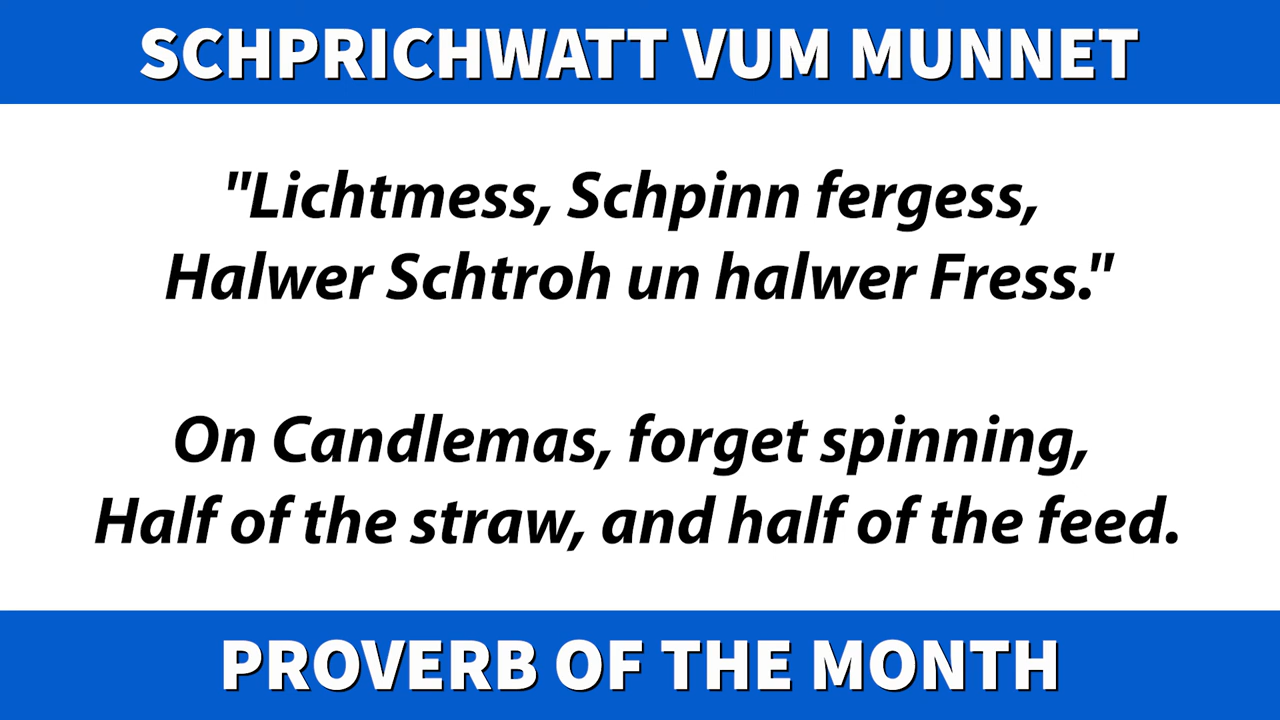 SCHPRICHWATT VUM MUNNET
"Lichtmess, Schpinn fergess,
Halwer Schtroh un halwer Fress."
On Candlemas, forget spinning,
Half of the straw, and half of the feed.
PROVERB OF THE MONTH